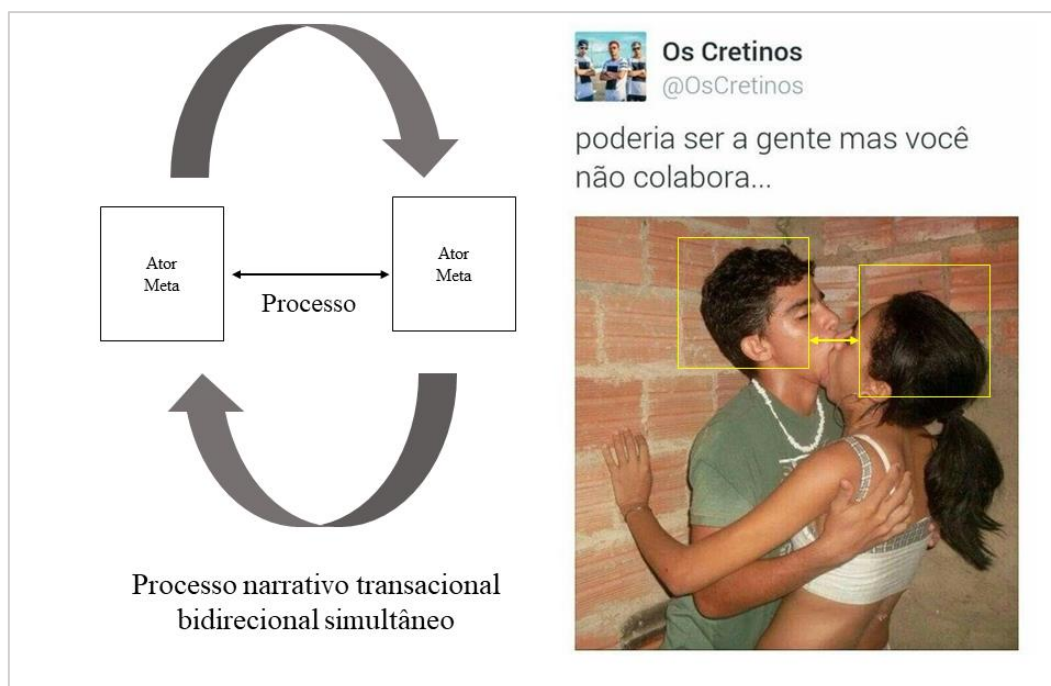 Ator
Meta
Processo
Ator
Meta
Processo narrativo transacional
bidirecional simultâneo
Os Cretinos
@OsCretinos
poderia ser a gente mas você
não colabora...